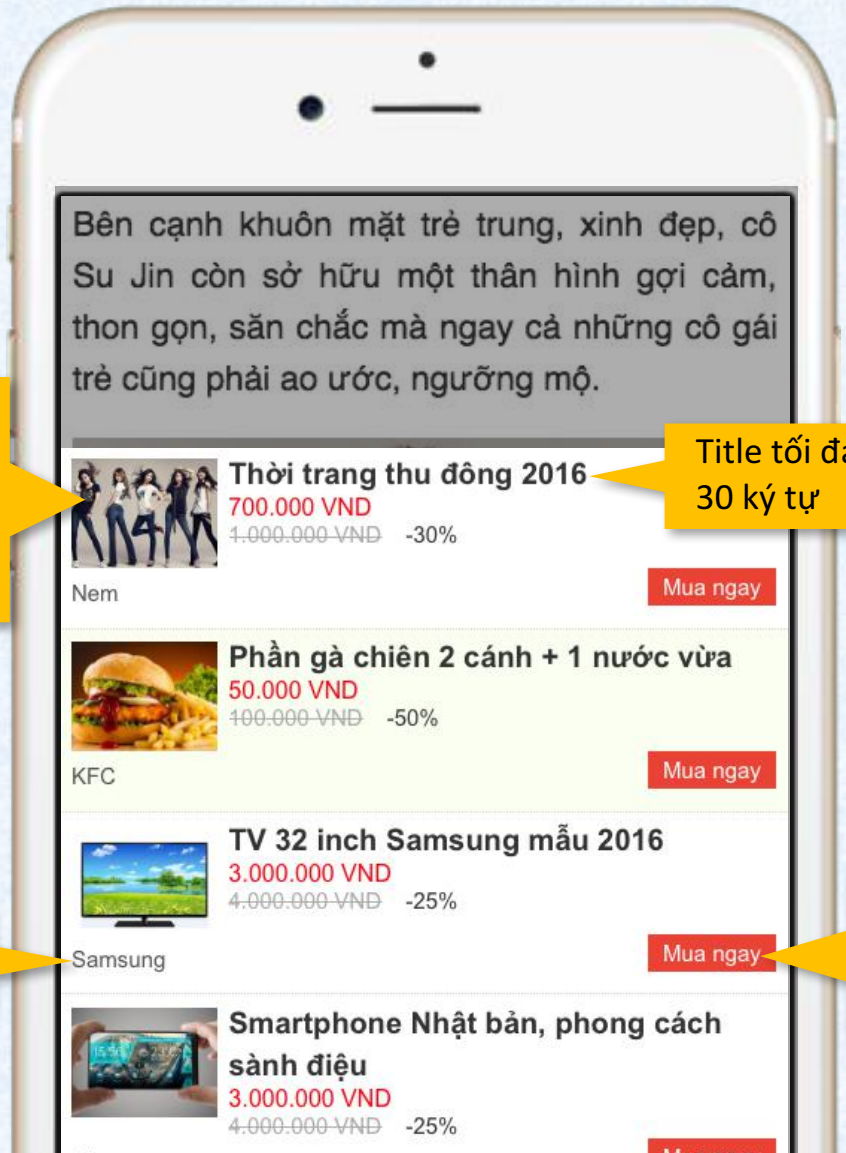 Bên cạnh khuôn mặt trẻ trung, xinh đẹp, cô
Su Jin còn sở hữu một thân hình gợi cảm,
thon gọn, săn chắc mà ngay cả những cô gái
trẻ cũng phải ao ước, ngưỡng mộ.
Title tối đa
30 ký tự
Thời trang thu đông 2016
700.000 VND
1.000.000 VND -30%
Nem
Mua ngay
Phần gà chiên 2 cánh + 1 nước vừa
50.000 VND
100.000 VND -50%
KFC
Mua ngay
TV 32 inch Samsung mẫu 2016
3.000.000 VND
4.000.000 VND -25%
Samsung
Mua ngay
Smartphone Nhật bản, phong cách
sành điệu
3.000.000 VND
4.000.000 VND -25%